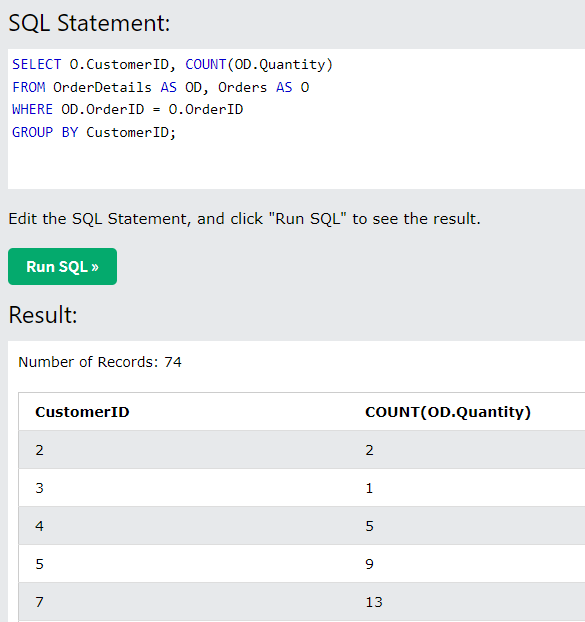 SQL Statement:
SELECT O.CustomerID, COUNT(OD.Quantity)
FROM OrderDetails AS OD, Orders AS O
WHERE OD.OrderID = O.OrderID
GROUP BY CustomerID;
Edit the SQL Statement, and click "Run SQL" to see the result.
Run SQL »
Result:
Number of Records: 74
CustomerID COUNT(OD.Quantity)
2 2
3 1
4 5
5 9
7 13